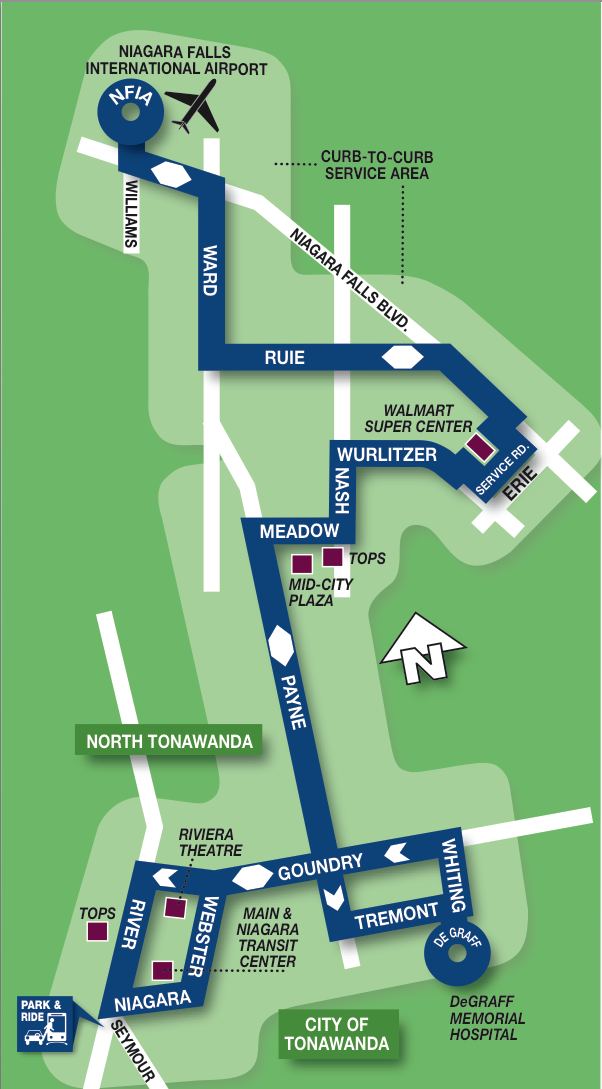 NIAGARA FALLS
INTERNATIONAL AIRPORT
NFIA
CURB-TO-CURB
SERVICE AREA
WILLIAMS
WARD
NIAGARA FALLS BLVD.
RUIE
WALMART
SUPER CENTER
WURLITZER
SERVICE RD.
ERIE
NASH
MEADOW
TOPS
MID-CITY
PLAZA
N
PAYNE
NORTH TONAWANDA
RIVIERA
THEATRE
GOUNDRY
WHITING
TOPS
RIVER
WEBSTER
MAIN &
NIAGARA
TRANSIT
CENTER
TREMONT
DE GRAFF
NIAGARA
PARK &
RIDE
SEYMOUR
CITY OF
TONAWANDA
DeGRAFF
MEMORIAL
HOSPITAL